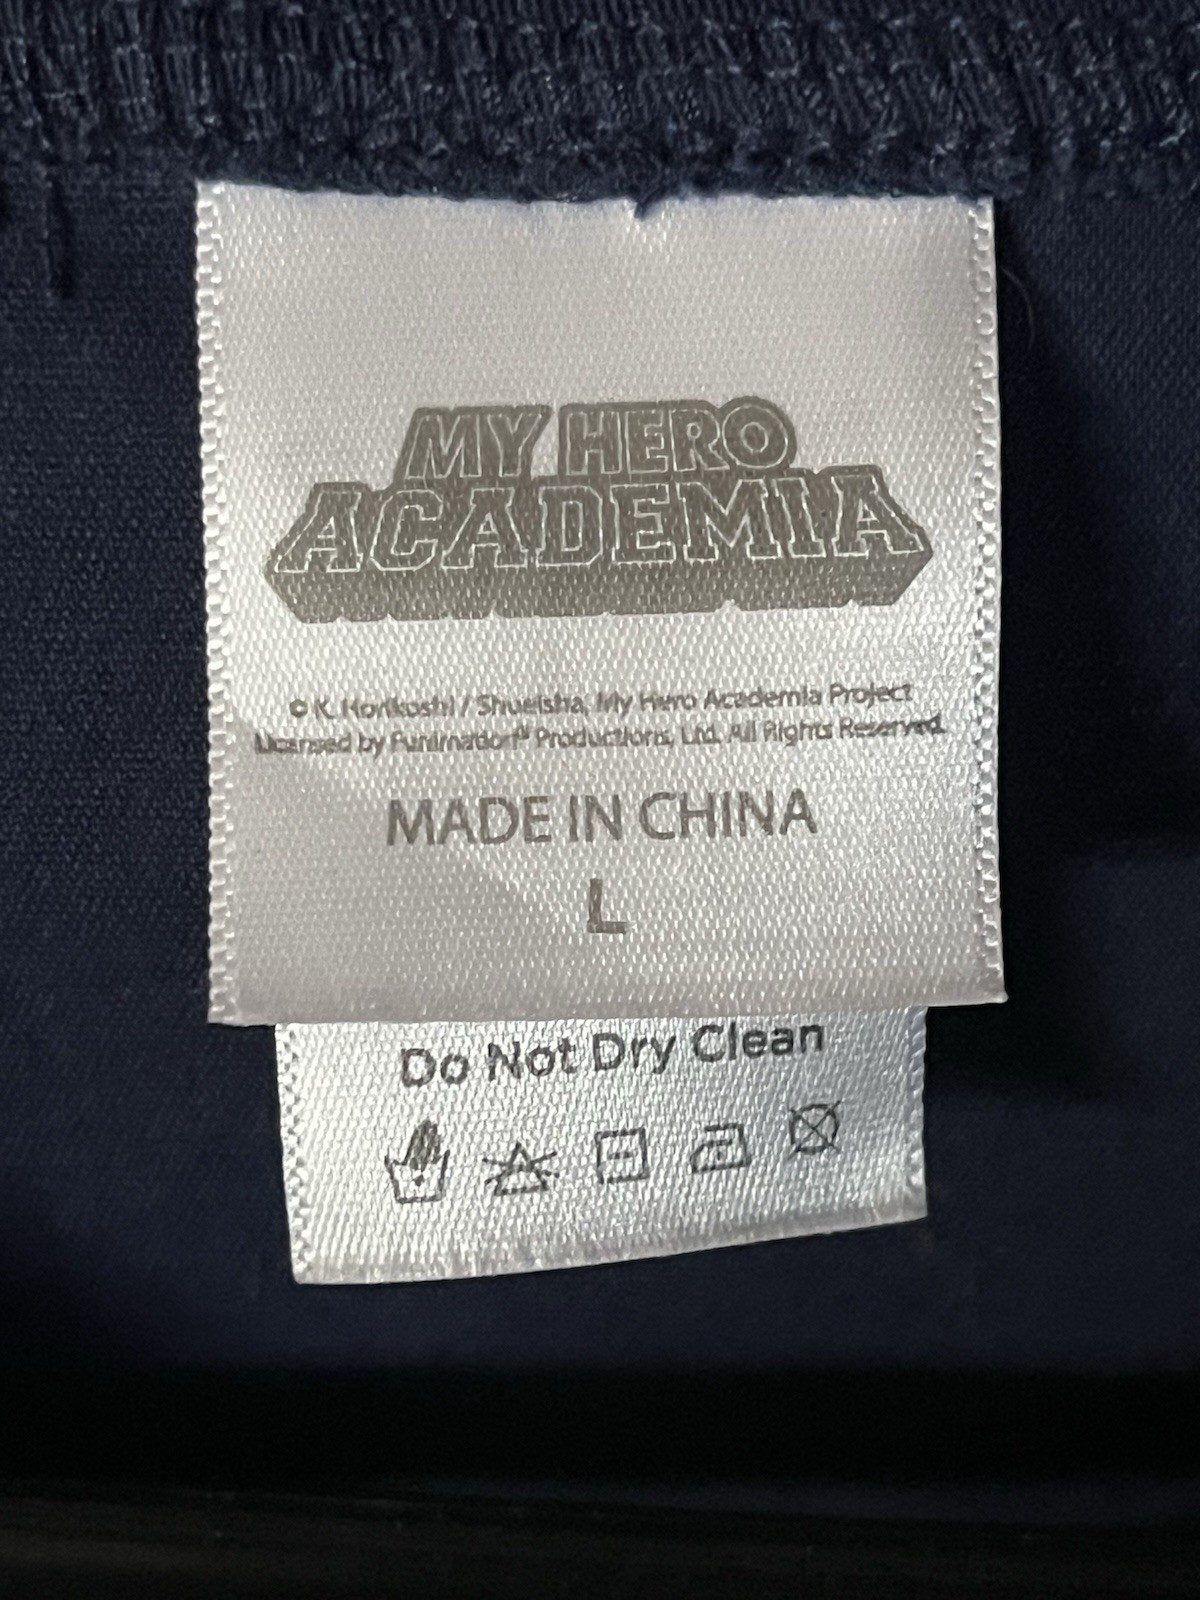 MY HERO
ACADEMIA
© K. Horikoshi / Shueisha, My Hero Academia Project
Licensed by Funimation® Productions, Ltd. All Rights Reserved.
MADE IN CHINA
L
Do Not Dry Clean